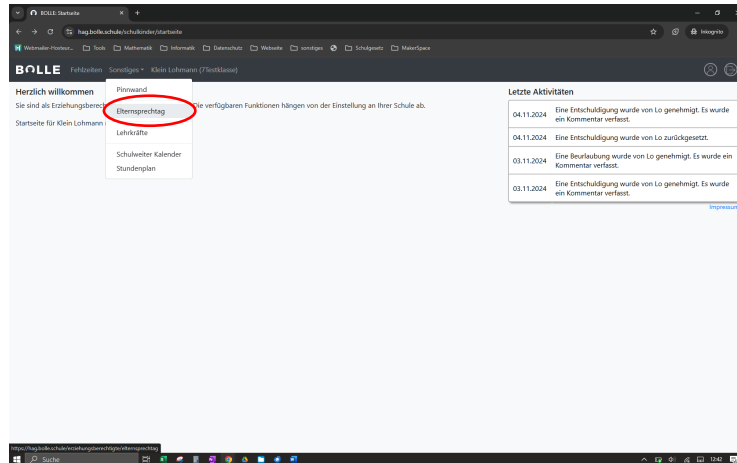 BOLLE: Startseite
hag.bolle.schule/schulkinder/startseite
Inkognito
Webmailer-Hosteur...
Tools
Mathematik
Informatik
Datenschutz
Webseite
sonstiges
Schulgesetz
MakerSpace
BOLLE
Fehlzeiten
Sonstiges
Klein Lohmann (7Testklasse)
Herzlich willkommen
Sie sind als Erziehungsberech
Die verfügbaren Funktionen hängen von der Einstellung an Ihrer Schule ab.
Startseite für Klein Lohmann
Pinnwand
Elternsprechtag
Lehrkräfte
Schulweiter Kalender
Stundenplan
Letzte Aktivitäten
04.11.2024
Eine Entschuldigung wurde von Lo genehmigt. Es wurde
ein Kommentar verfasst.
04.11.2024
Eine Entschuldigung wurde von Lo zurückgesetzt.
03.11.2024
Eine Beurlaubung wurde von Lo genehmigt. Es wurde ein
Kommentar verfasst.
03.11.2024
Eine Entschuldigung wurde von Lo genehmigt. Es wurde
ein Kommentar verfasst.
Impressum
https://hag.bolle.schule/erziehungsberechtigte/elternsprechtag
Suche
12:42